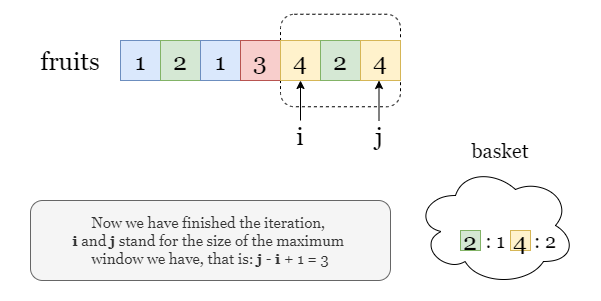 fruits 1 2 1 3 4 2 4
i j
basket
2 : 1 4 : 2
Now we have finished the iteration,
i and j stand for the size of the maximum
window we have, that is: j - i + 1 = 3